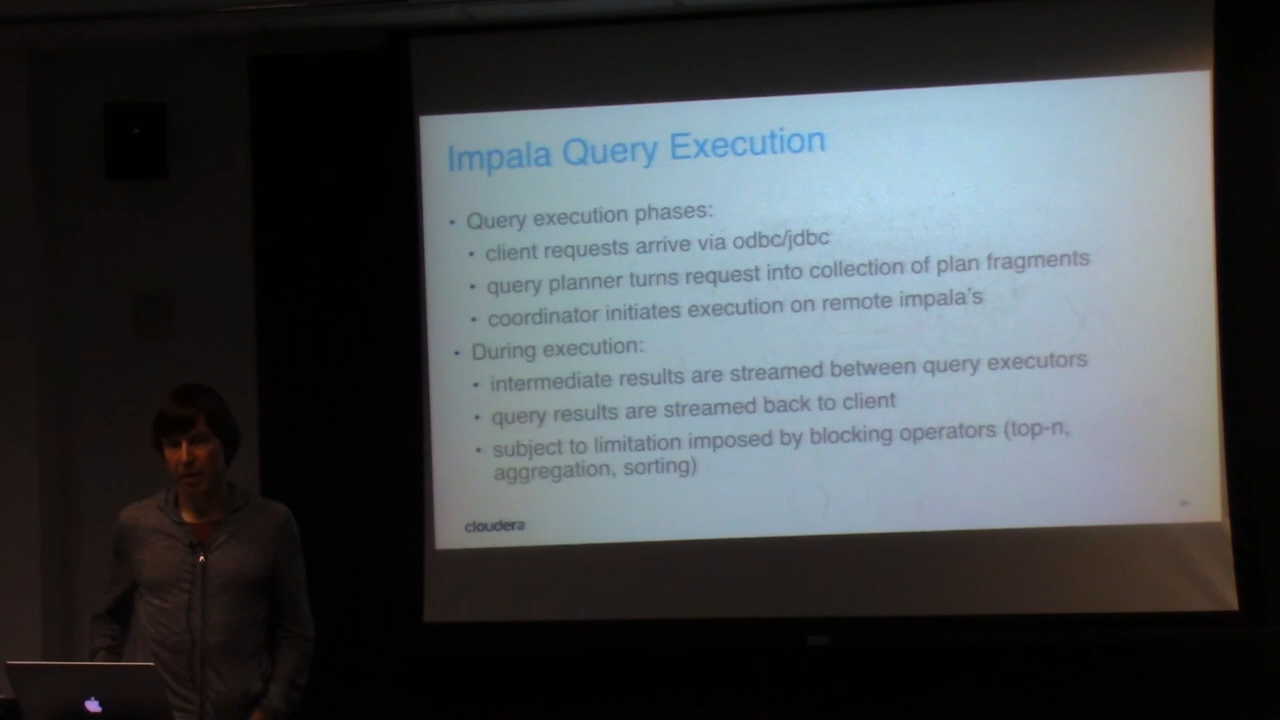 Impala Query Execution
• Query execution phases:
• client requests arrive via odbc/jdbc
• query planner turns request into collection of plan fragments
• coordinator initiates execution on remote impala's
• During execution:
• intermediate results are streamed between query executors
• query results are streamed back to client
• subject to limitation imposed by blocking operators (top-n,
aggregation, sorting)
cloudera